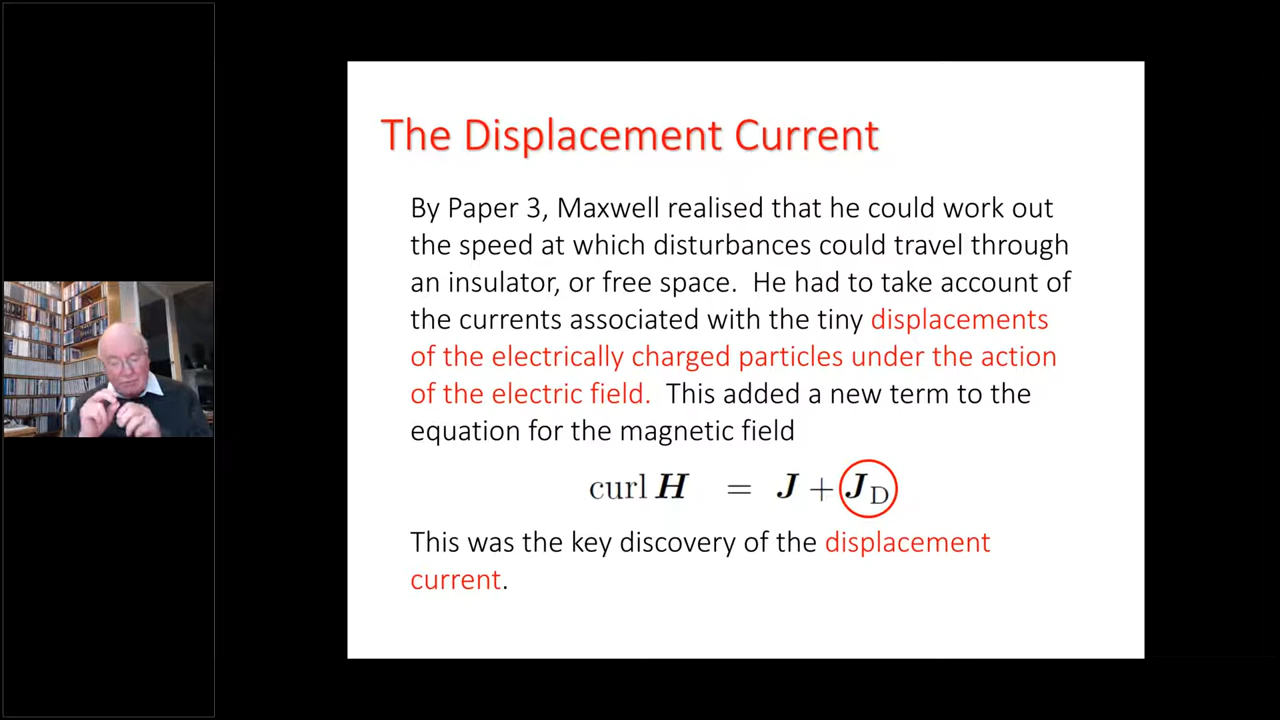 The Displacement Current
By Paper 3, Maxwell realised that he could work out
the speed at which disturbances could travel through
an insulator, or free space.  He had to take account of
the currents associated with the tiny displacements
of the electrically charged particles under the action
of the electric field.  This added a new term to the
equation for the magnetic field
curl H = J + J_D
This was the key discovery of the displacement
current.